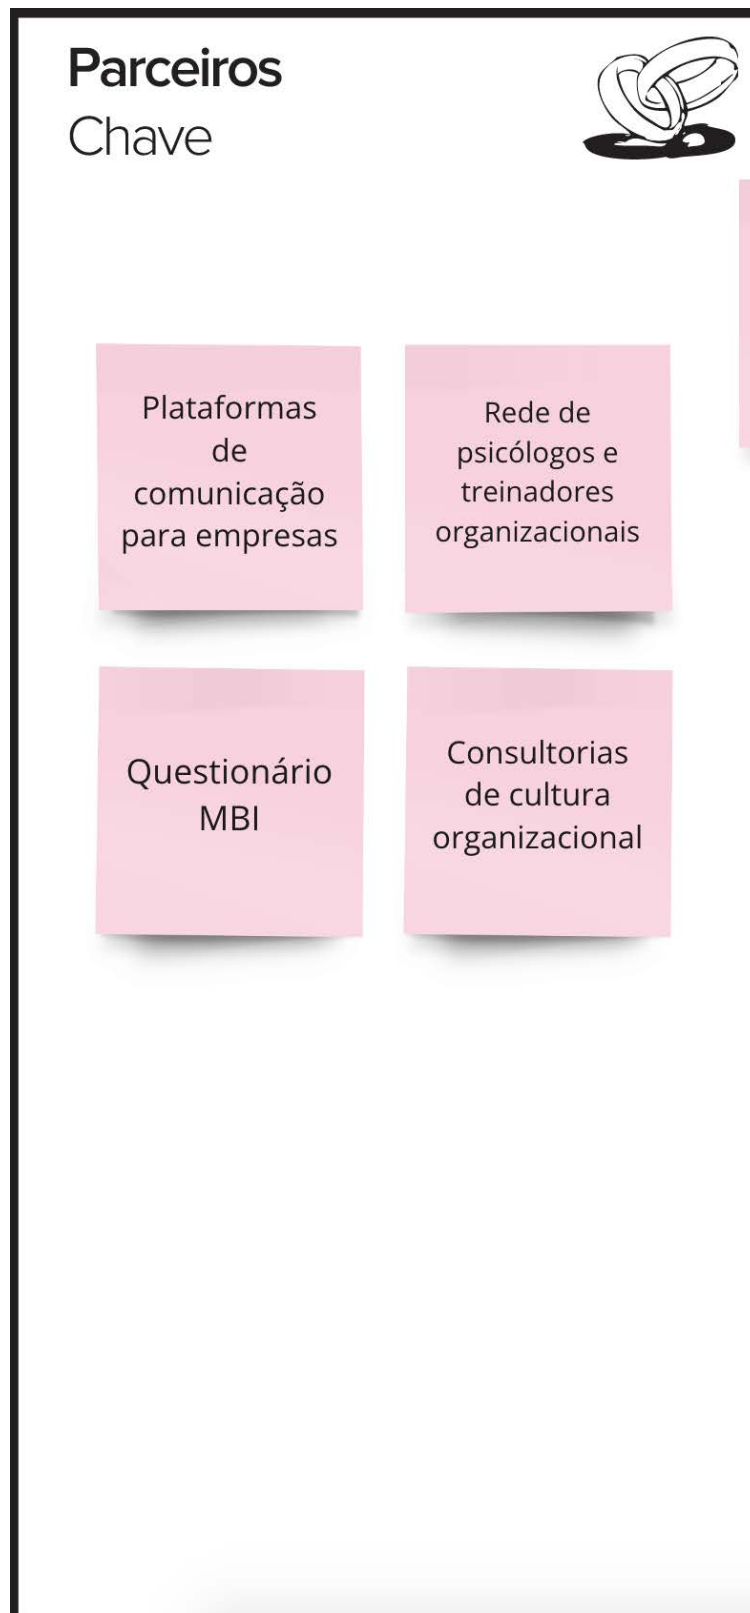 Parceiros
Chave
Plataformas
de
comunicação
para empresas
Rede de
psicólogos e
treinadores
organizacionais
Questionário
MBI
Consultorias
de cultura
organizacional